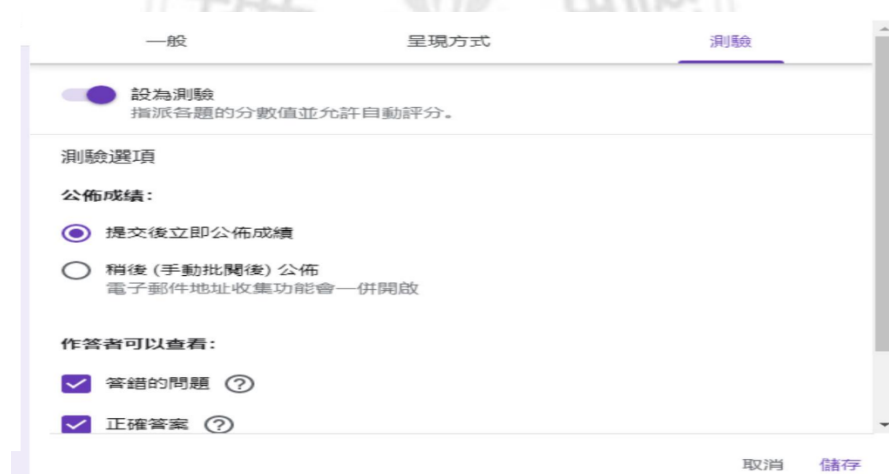 一般
呈現方式
測驗
設為測驗
指派各題的分數值並允許自動評分。
測驗選項
公佈成績：
提交後立即公佈成績
稍後 (手動批閱後) 公佈
電子郵件地址收集功能會一併開啟
作答者可以查看：
答錯的問題
正確答案
取消
儲存